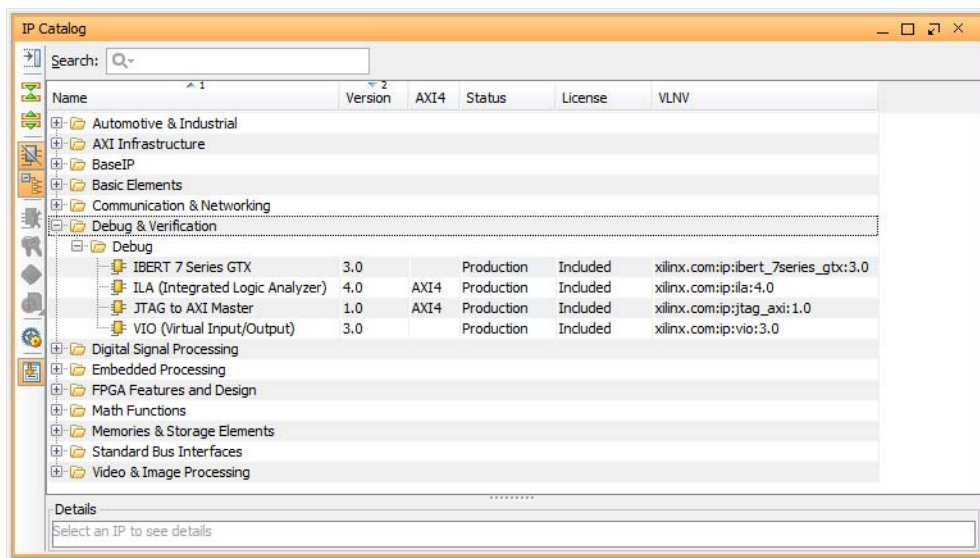 IP Catalog
Search:
Name 1 Version 2 AXI4 Status License VLNV
Automotive & Industrial
AXI Infrastructure
BaseIP
Basic Elements
Communication & Networking
Debug & Verification
Debug
IBERT 7 Series GTX 3.0 Production Included xilinx.com:ip:ibert_7series_gtx:3.0
ILA (Integrated Logic Analyzer) 4.0 AXI4 Production Included xilinx.com:ip:ila:4.0
JTAG to AXI Master 1.0 AXI4 Production Included xilinx.com:ip:jtag_axi:1.0
VIO (Virtual Input/Output) 3.0 Production Included xilinx.com:ip:vio:3.0
Digital Signal Processing
Embedded Processing
FPGA Features and Design
Math Functions
Memories & Storage Elements
Standard Bus Interfaces
Video & Image Processing
Details
Select an IP to see details